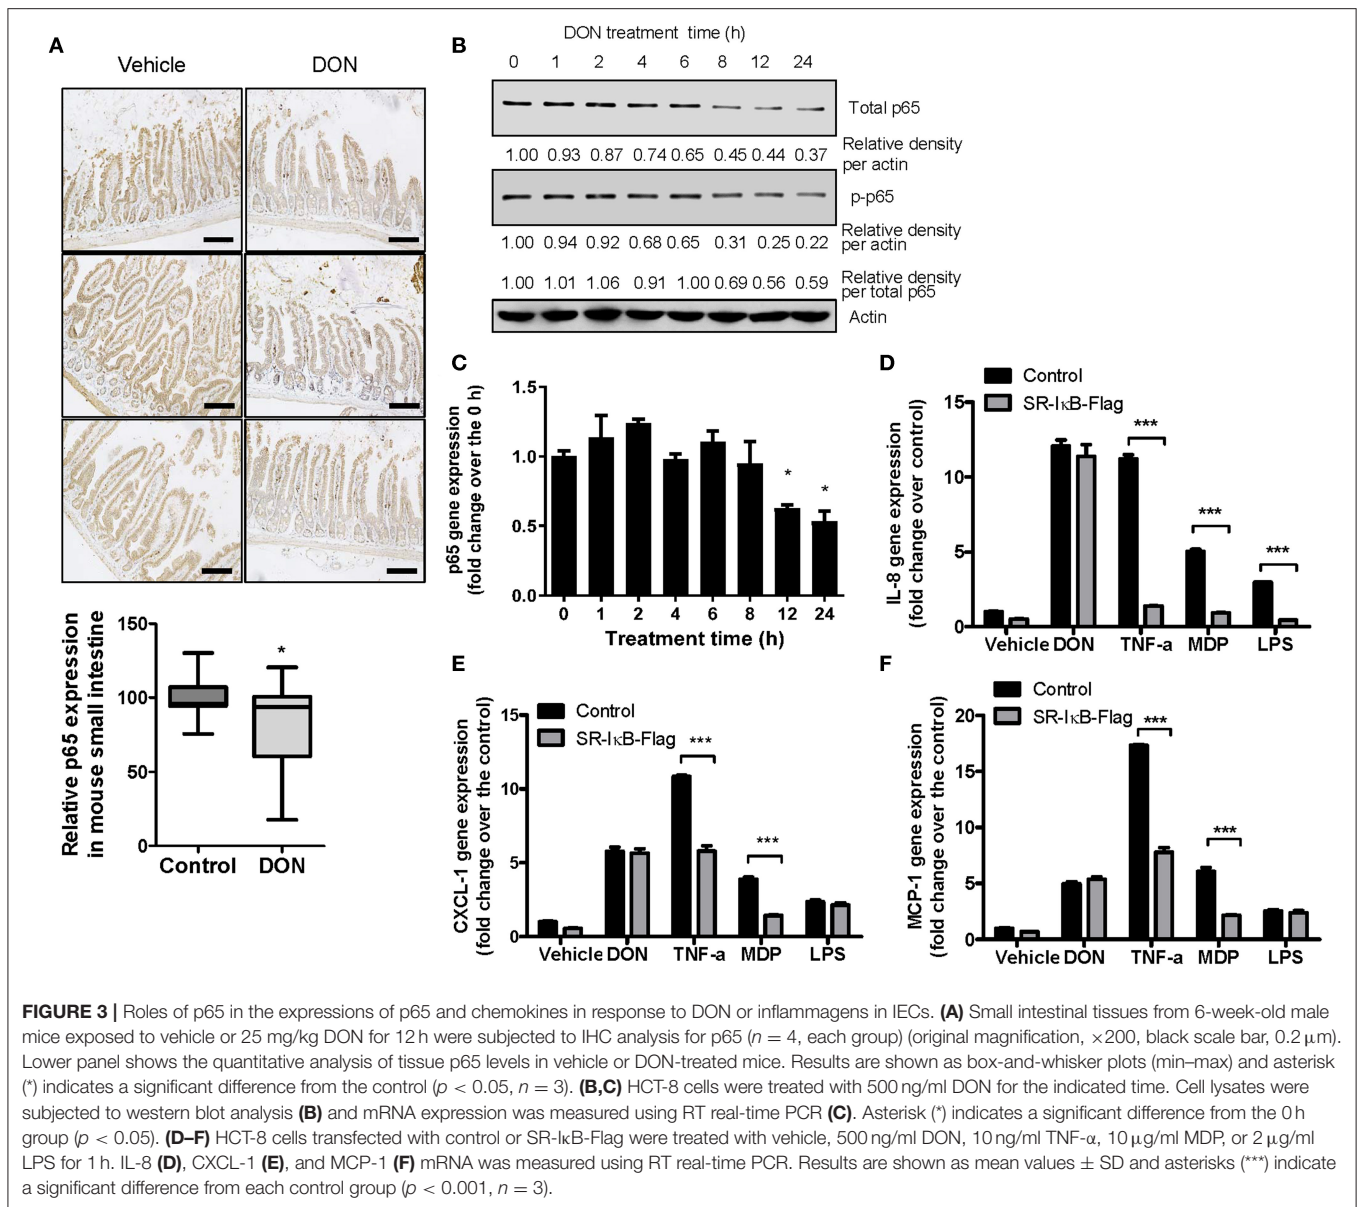 A
Vehicle DON
Relative p65 expression
in mouse small intestine
150
100
50
0
*
Control DON
B
DON treatment time (h)
0 1 2 4 6 8 12 24
Total p65
1.00 0.93 0.87 0.74 0.65 0.45 0.44 0.37
Relative density
per actin
p-p65
1.00 0.94 0.92 0.68 0.65 0.31 0.25 0.22
Relative density
per actin
1.00 1.01 1.06 0.91 1.00 0.69 0.56 0.59
Relative density
per total p65
Actin
C
p65 gene expression
(fold change over the 0 h)
1.5
1.0
0.5
0.0
* *
0 1 2 4 6 8 12 24
Treatment time (h)
D
Control
SR-IκB-Flag
IL-8 gene expression
(fold change over control)
15
10
5
0
***
***
***
Vehicle DON TNF-a MDP LPS
E
Control
SR-IκB-Flag
CXCL-1 gene expression
(fold change over the control)
15
10
5
0
***
***
Vehicle DON TNF-a MDP LPS
F
Control
SR-IκB-Flag
MCP-1 gene expression
(fold change over the control)
20
15
10
5
0
***
***
Vehicle DON TNF-a MDP LPS
FIGURE 3 | Roles of p65 in the expressions of p65 and chemokines in response to DON or inflammagens in IECs. (A) Small intestinal tissues from 6-week-old male
mice exposed to vehicle or 25 mg/kg DON for 12 h were subjected to IHC analysis for p65 (n = 4, each group) (original magnification, ×200, black scale bar, 0.2 μm).
Lower panel shows the quantitative analysis of tissue p65 levels in vehicle or DON-treated mice. Results are shown as box-and-whisker plots (min–max) and asterisk
(*) indicates a significant difference from the control (p < 0.05, n = 3). (B,C) HCT-8 cells were treated with 500 ng/ml DON for the indicated time. Cell lysates were
subjected to western blot analysis (B) and mRNA expression was measured using RT real-time PCR (C). Asterisk (*) indicates a significant difference from the 0 h
group (p < 0.05). (D–F) HCT-8 cells transfected with control or SR-IκB-Flag were treated with vehicle, 500 ng/ml DON, 10 ng/ml TNF-α, 10 μg/ml MDP, or 2 μg/ml
LPS for 1 h. IL-8 (D), CXCL-1 (E), and MCP-1 (F) mRNA was measured using RT real-time PCR. Results are shown as mean values ± SD and asterisks (***) indicate
a significant difference from each control group (p < 0.001, n = 3).